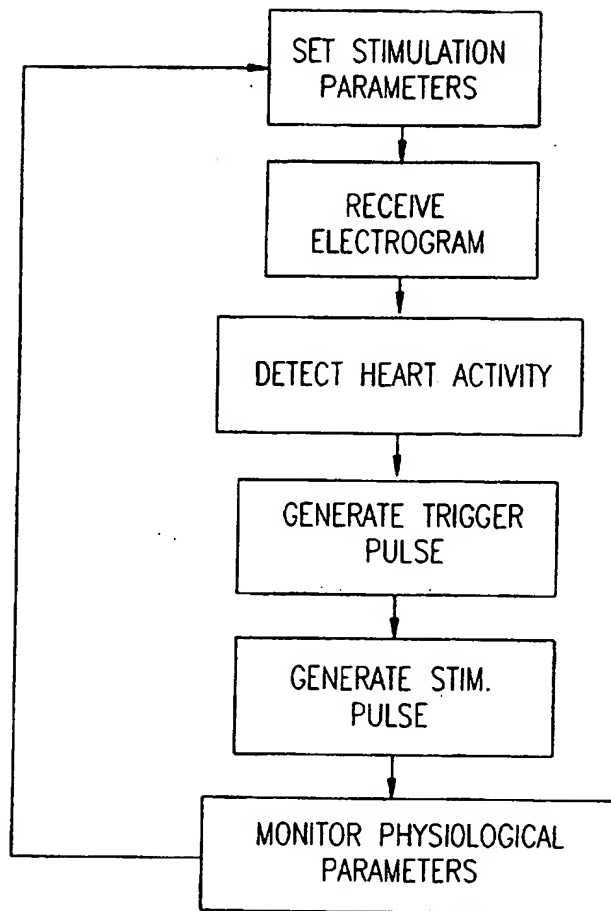 SET STIMULATION
PARAMETERS
RECEIVE
ELECTROGRAM
DETECT HEART ACTIVITY
GENERATE TRIGGER
PULSE
GENERATE STIM.
PULSE
MONITOR PHYSIOLOGICAL
PARAMETERS